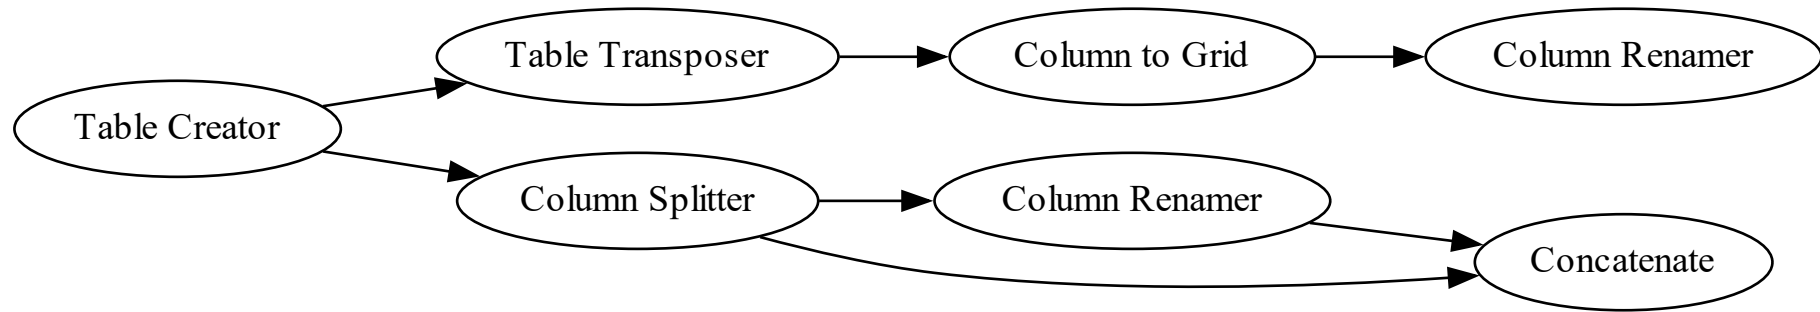 Table Creator
Table Transposer
Column to Grid
Column Renamer
Column Splitter
Column Renamer
Concatenate